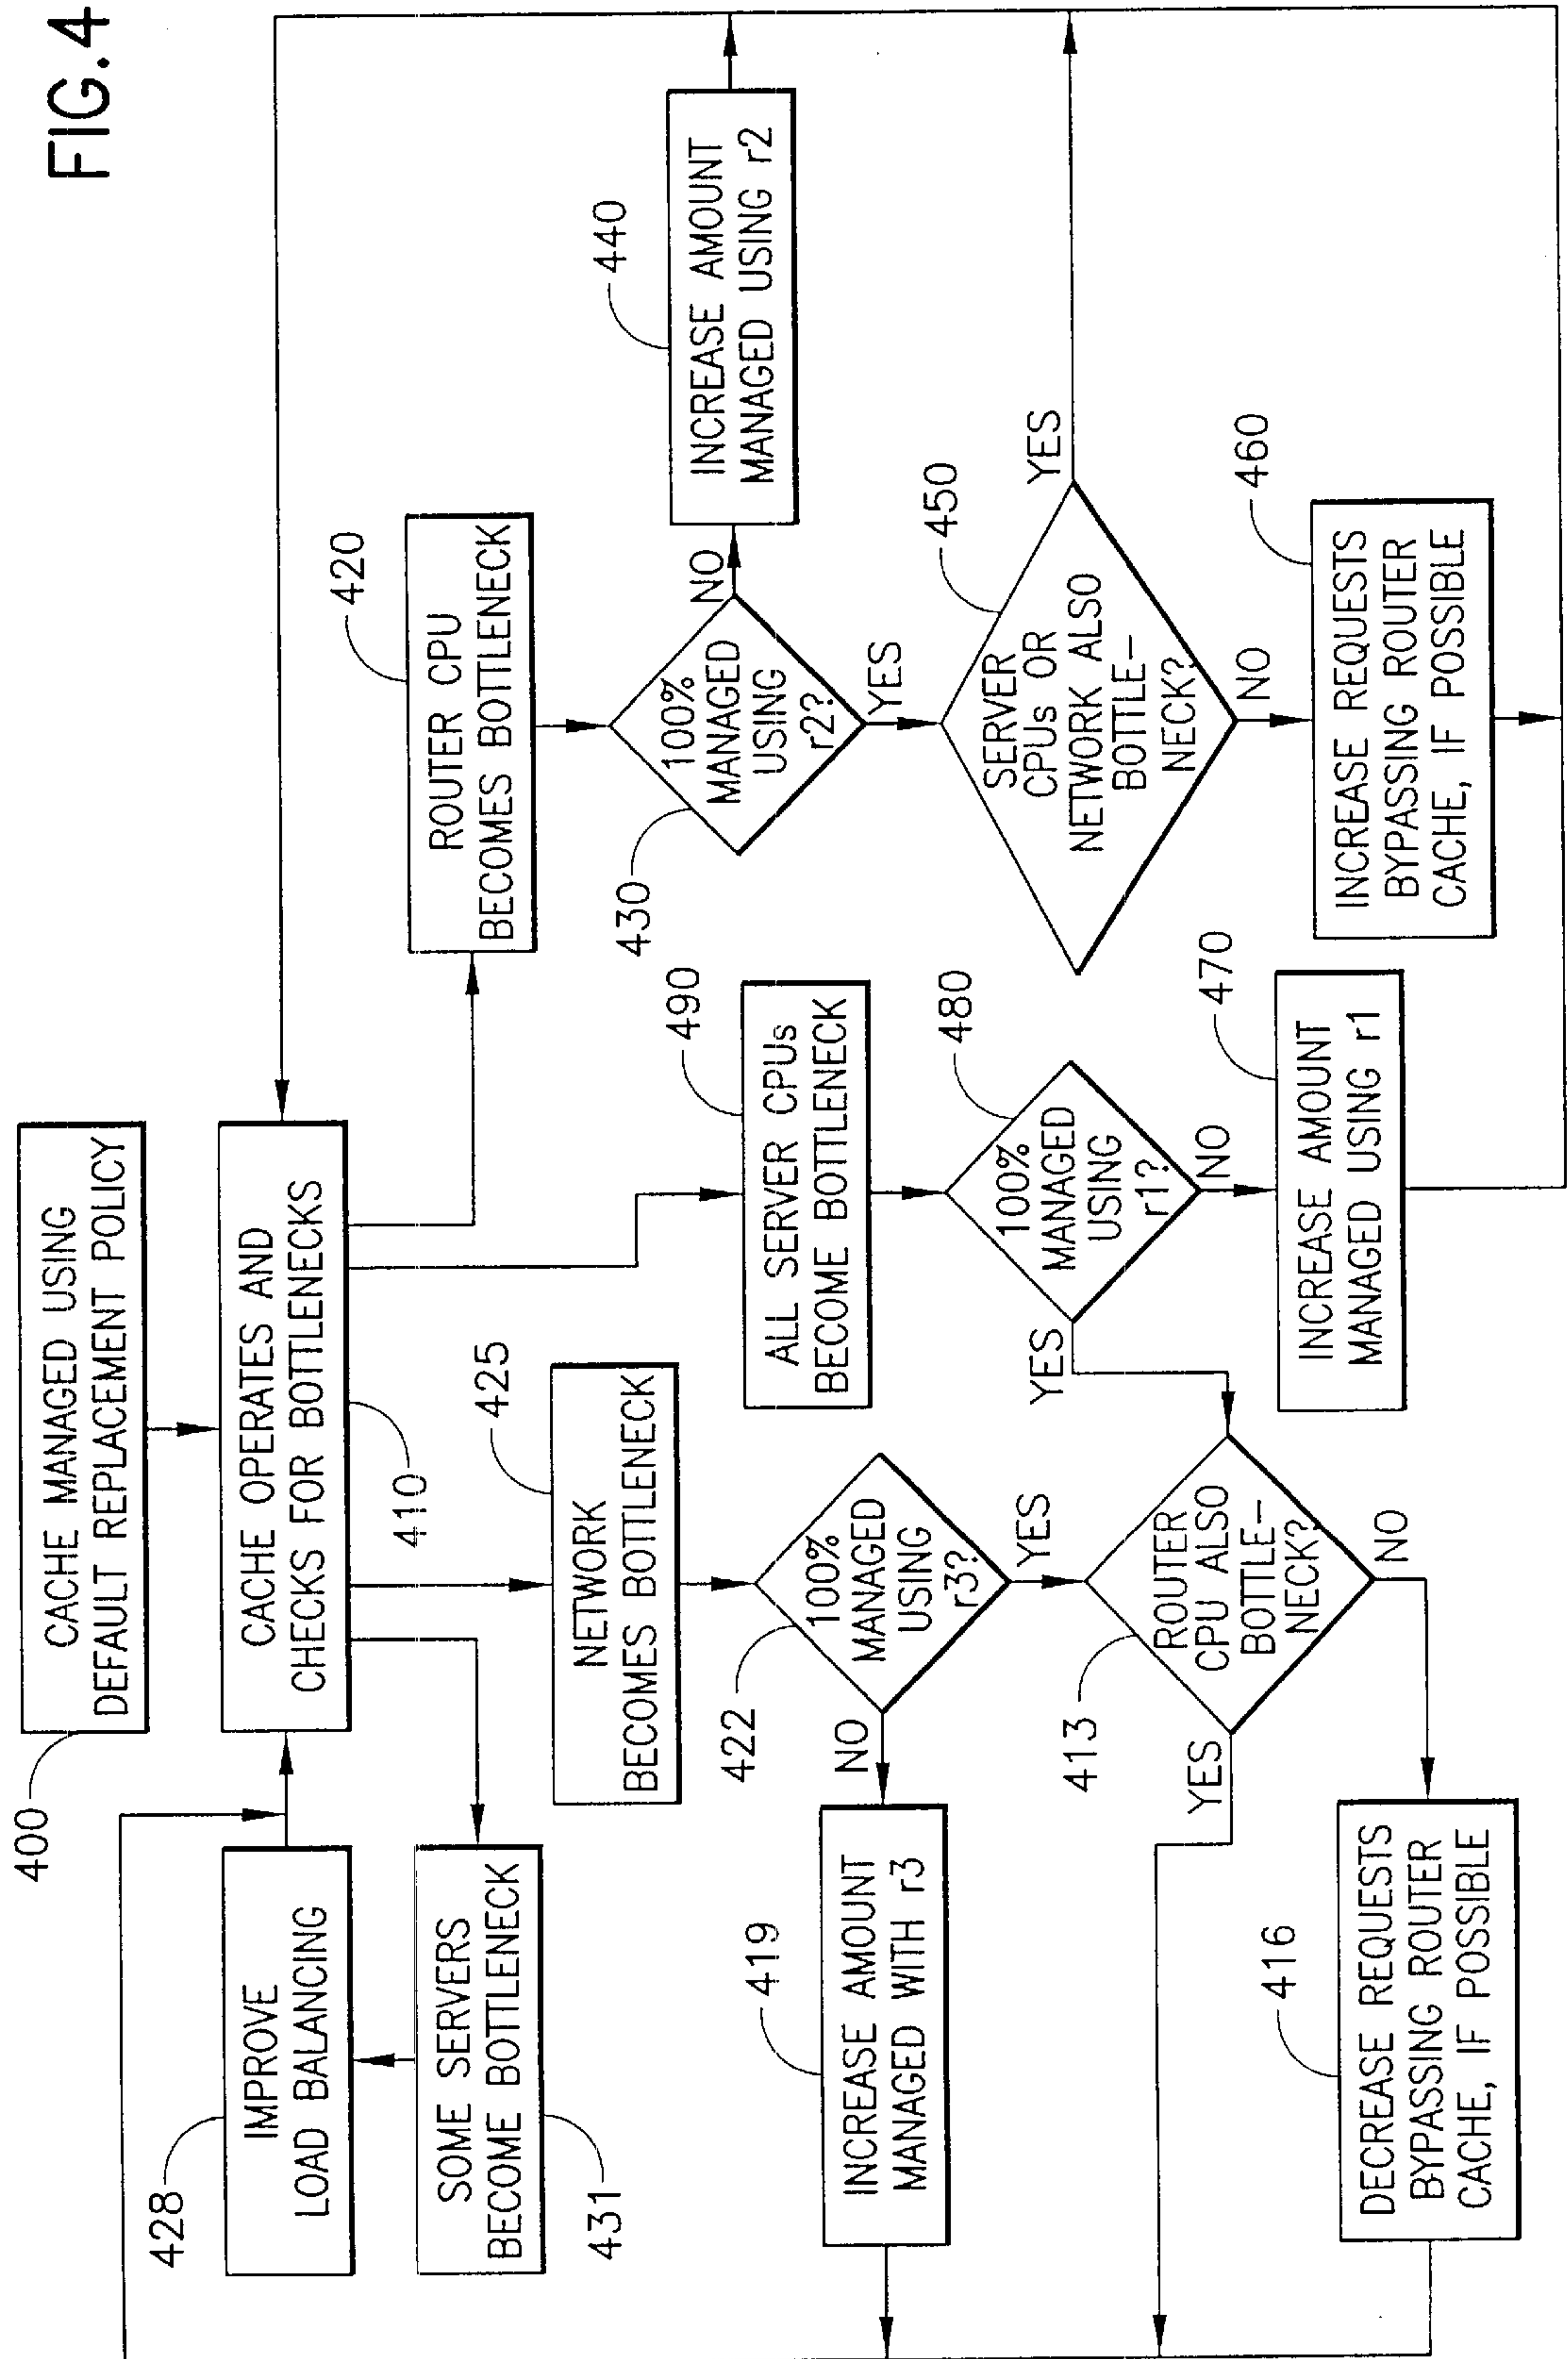 FIG.4
400
CACHE MANAGED USING
DEFAULT REPLACEMENT POLICY
428
IMPROVE
LOAD BALANCING
CACHE OPERATES AND
CHECKS FOR BOTTLENECKS
410
SOME SERVERS
BECOME BOTTLENECK
431
425
NETWORK
BECOMES BOTTLENECK
420
ROUTER CPU
BECOMES BOTTLENECK
490
ALL SERVER CPUs
BECOME BOTTLENECK
430
100%
MANAGED
USING
r2?
NO
YES
440
INCREASE AMOUNT
MANAGED USING r2
422
100%
MANAGED
USING
r3?
NO
YES
419
INCREASE AMOUNT
MANAGED WITH r3
480
100%
MANAGED
USING
r1?
YES
NO
450
SERVER
CPUs OR
NETWORK ALSO
BOTTLE-
NECK?
YES
NO
413
ROUTER
CPU ALSO
BOTTLE-
NECK?
YES
NO
416
DECREASE REQUESTS
BYPASSING ROUTER
CACHE, IF POSSIBLE
470
INCREASE AMOUNT
MANAGED USING r1
460
INCREASE REQUESTS
BYPASSING ROUTER
CACHE, IF POSSIBLE